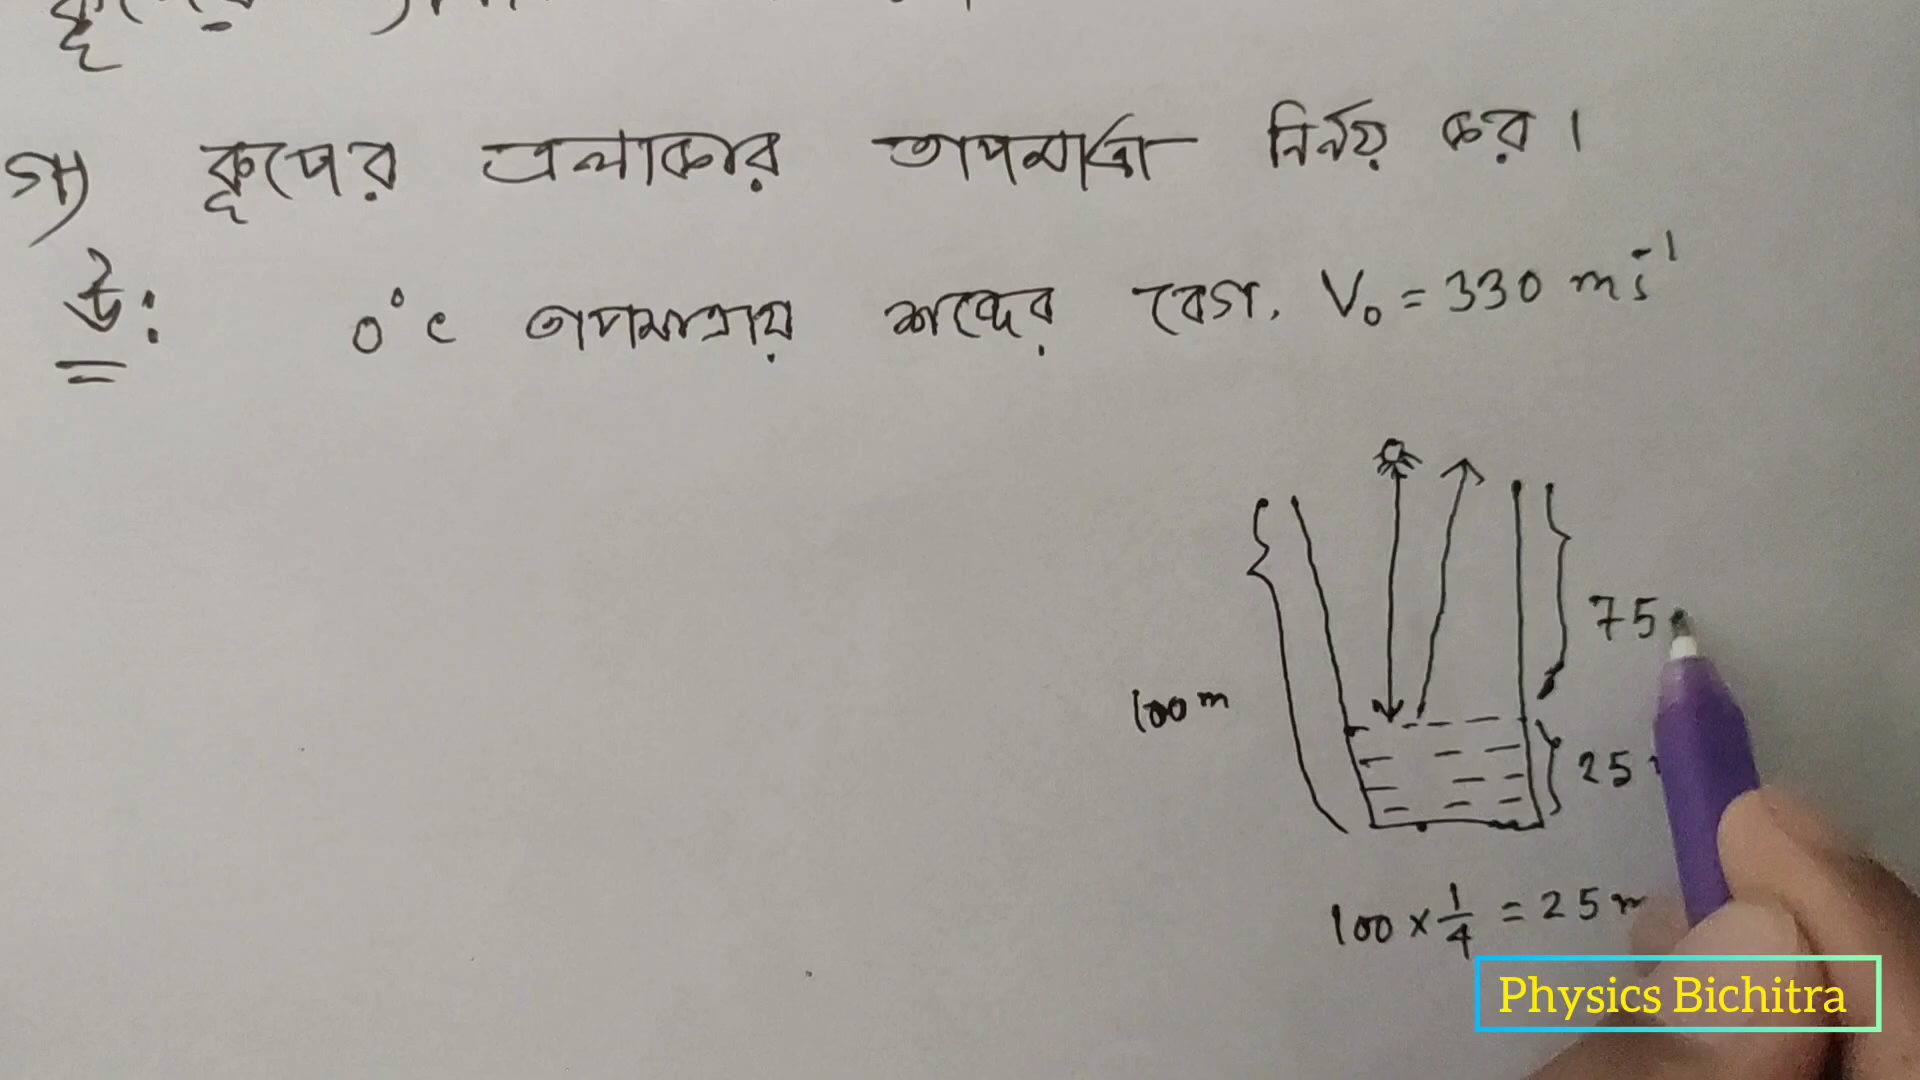 গ) কূপের এলাকার তাপমাত্রা নির্নয় কর।
উ: 0°C তাপমাত্রায় শব্দের বেগ, V₀ = 330 ms⁻¹
75
100 m
25
100 × 1/4 = 25 m
Physics Bichitra